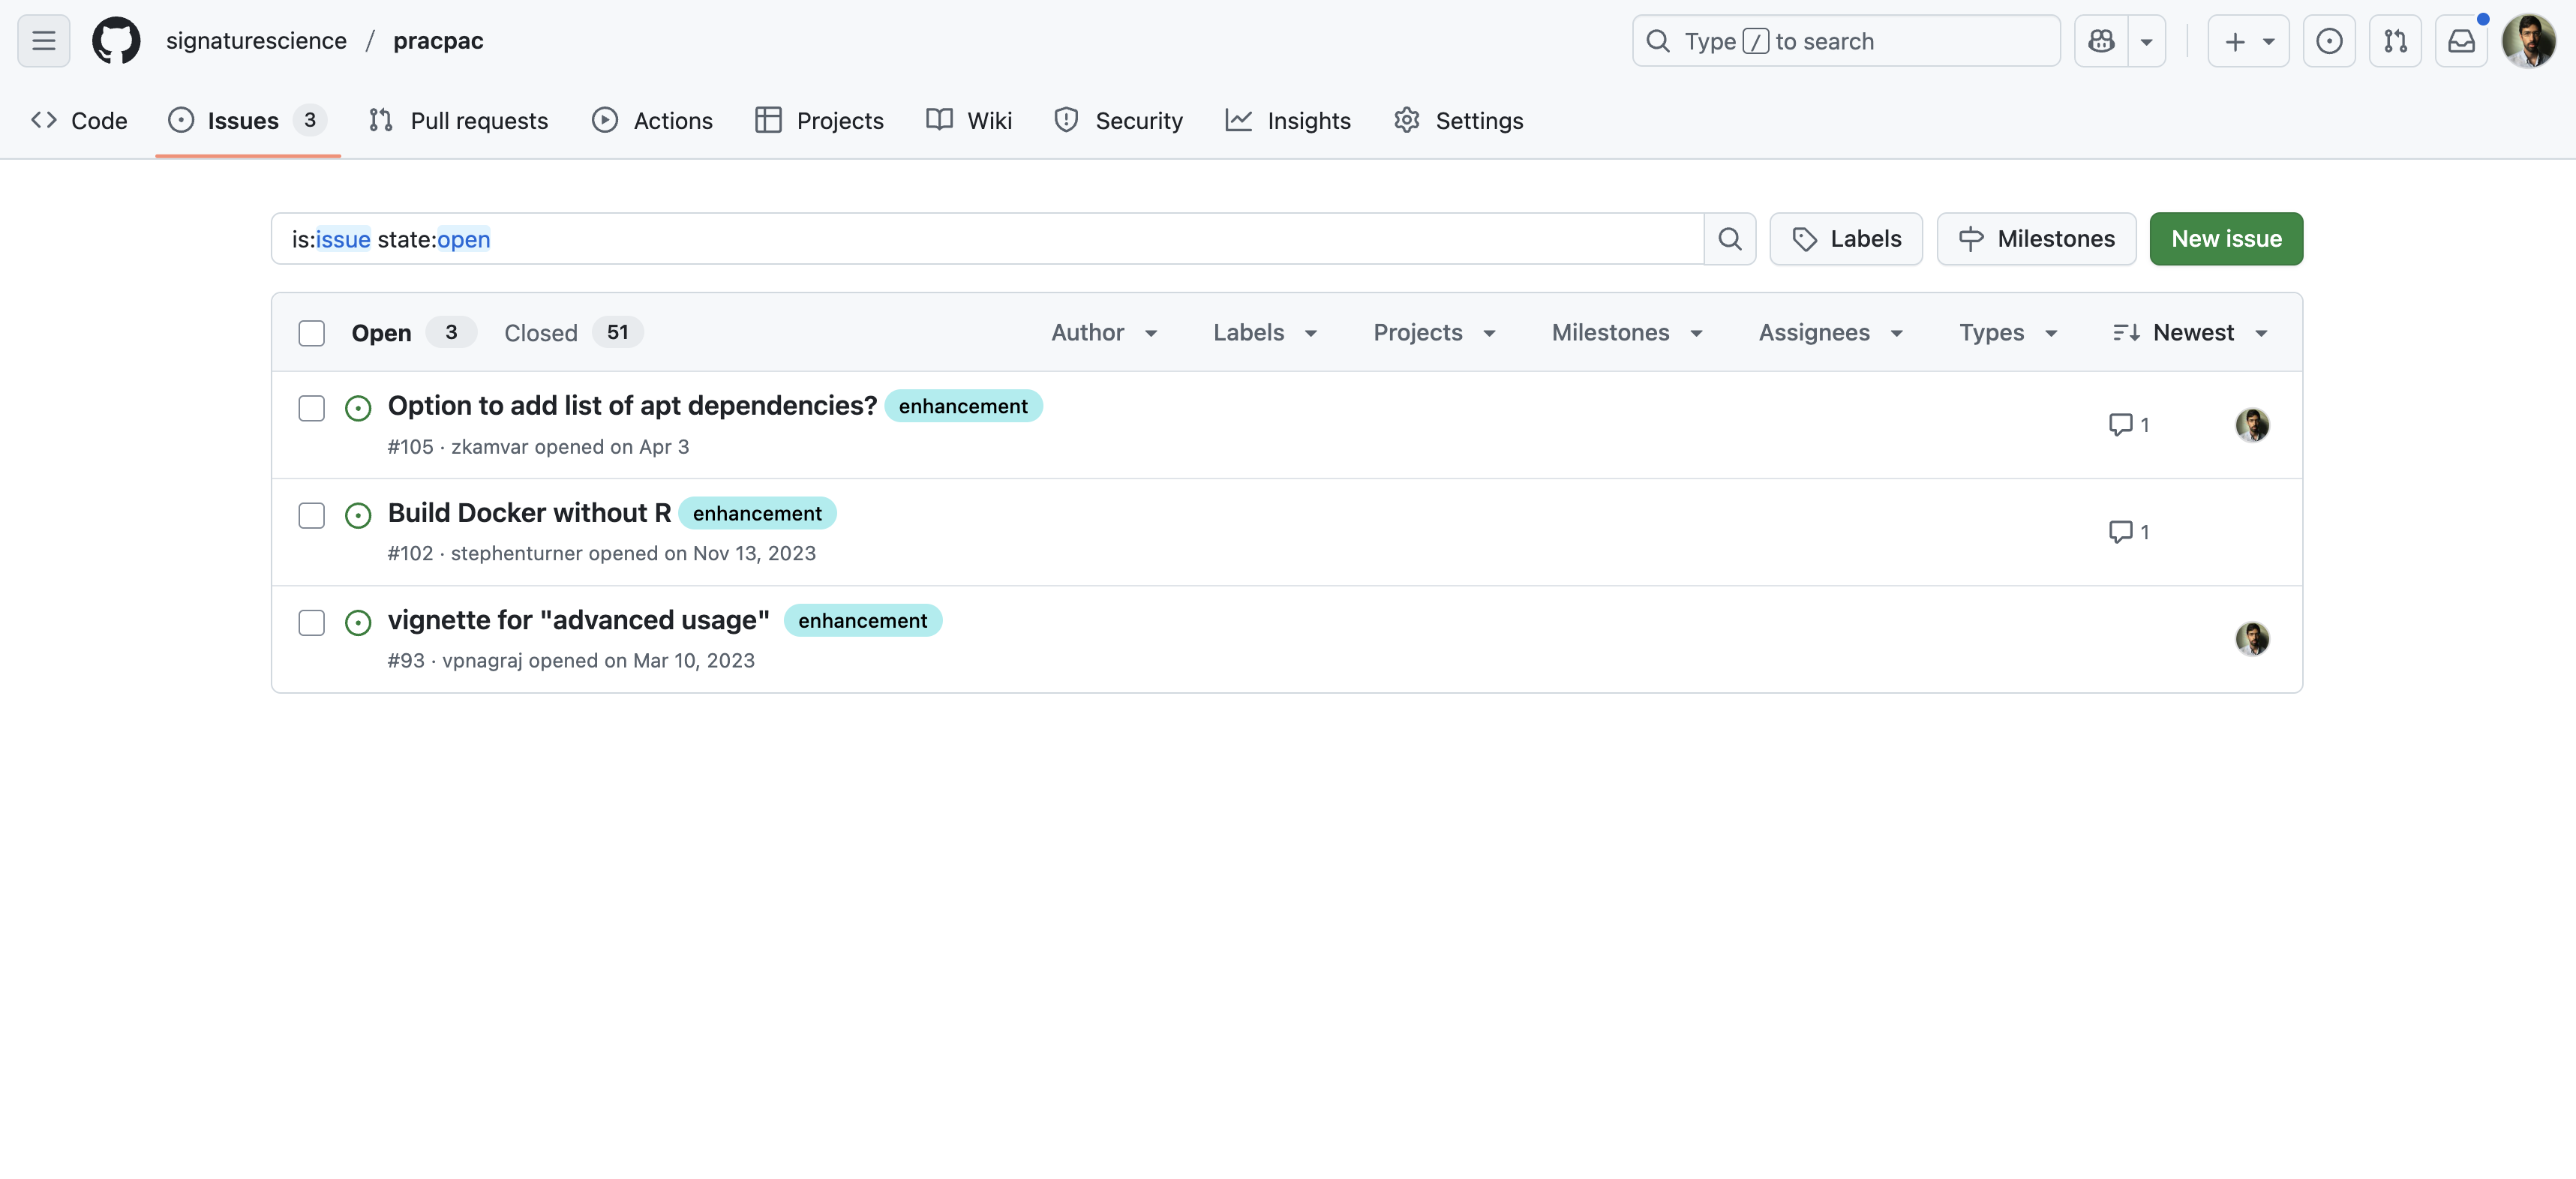 signaturescience / pracpac
Type / to search
Code
Issues 3
Pull requests
Actions
Projects
Wiki
Security
Insights
Settings
is:issue state:open
Labels
Milestones
New issue
Open 3
Closed 51
Author
Labels
Projects
Milestones
Assignees
Types
Newest
Option to add list of apt dependencies? enhancement
1
#105 · zkamvar opened on Apr 3
Build Docker without R enhancement
1
#102 · stephenturner opened on Nov 13, 2023
vignette for "advanced usage" enhancement
#93 · vpnagraj opened on Mar 10, 2023